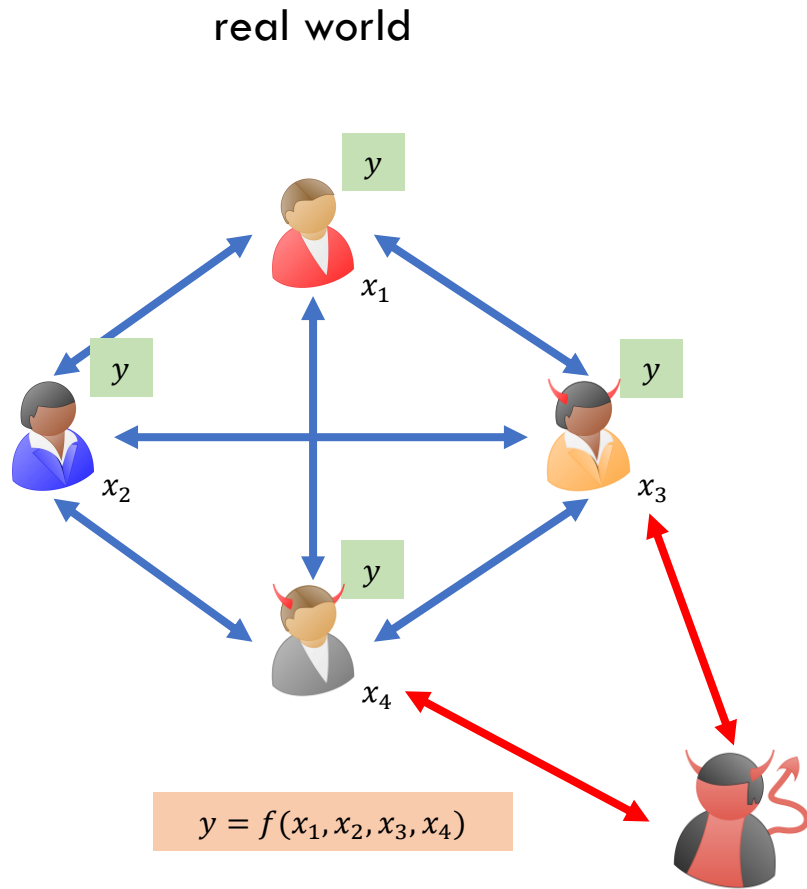 real world
y
x₁
y
x₂
y
x₃
y
x₄
y = f(x₁, x₂, x₃, x₄)